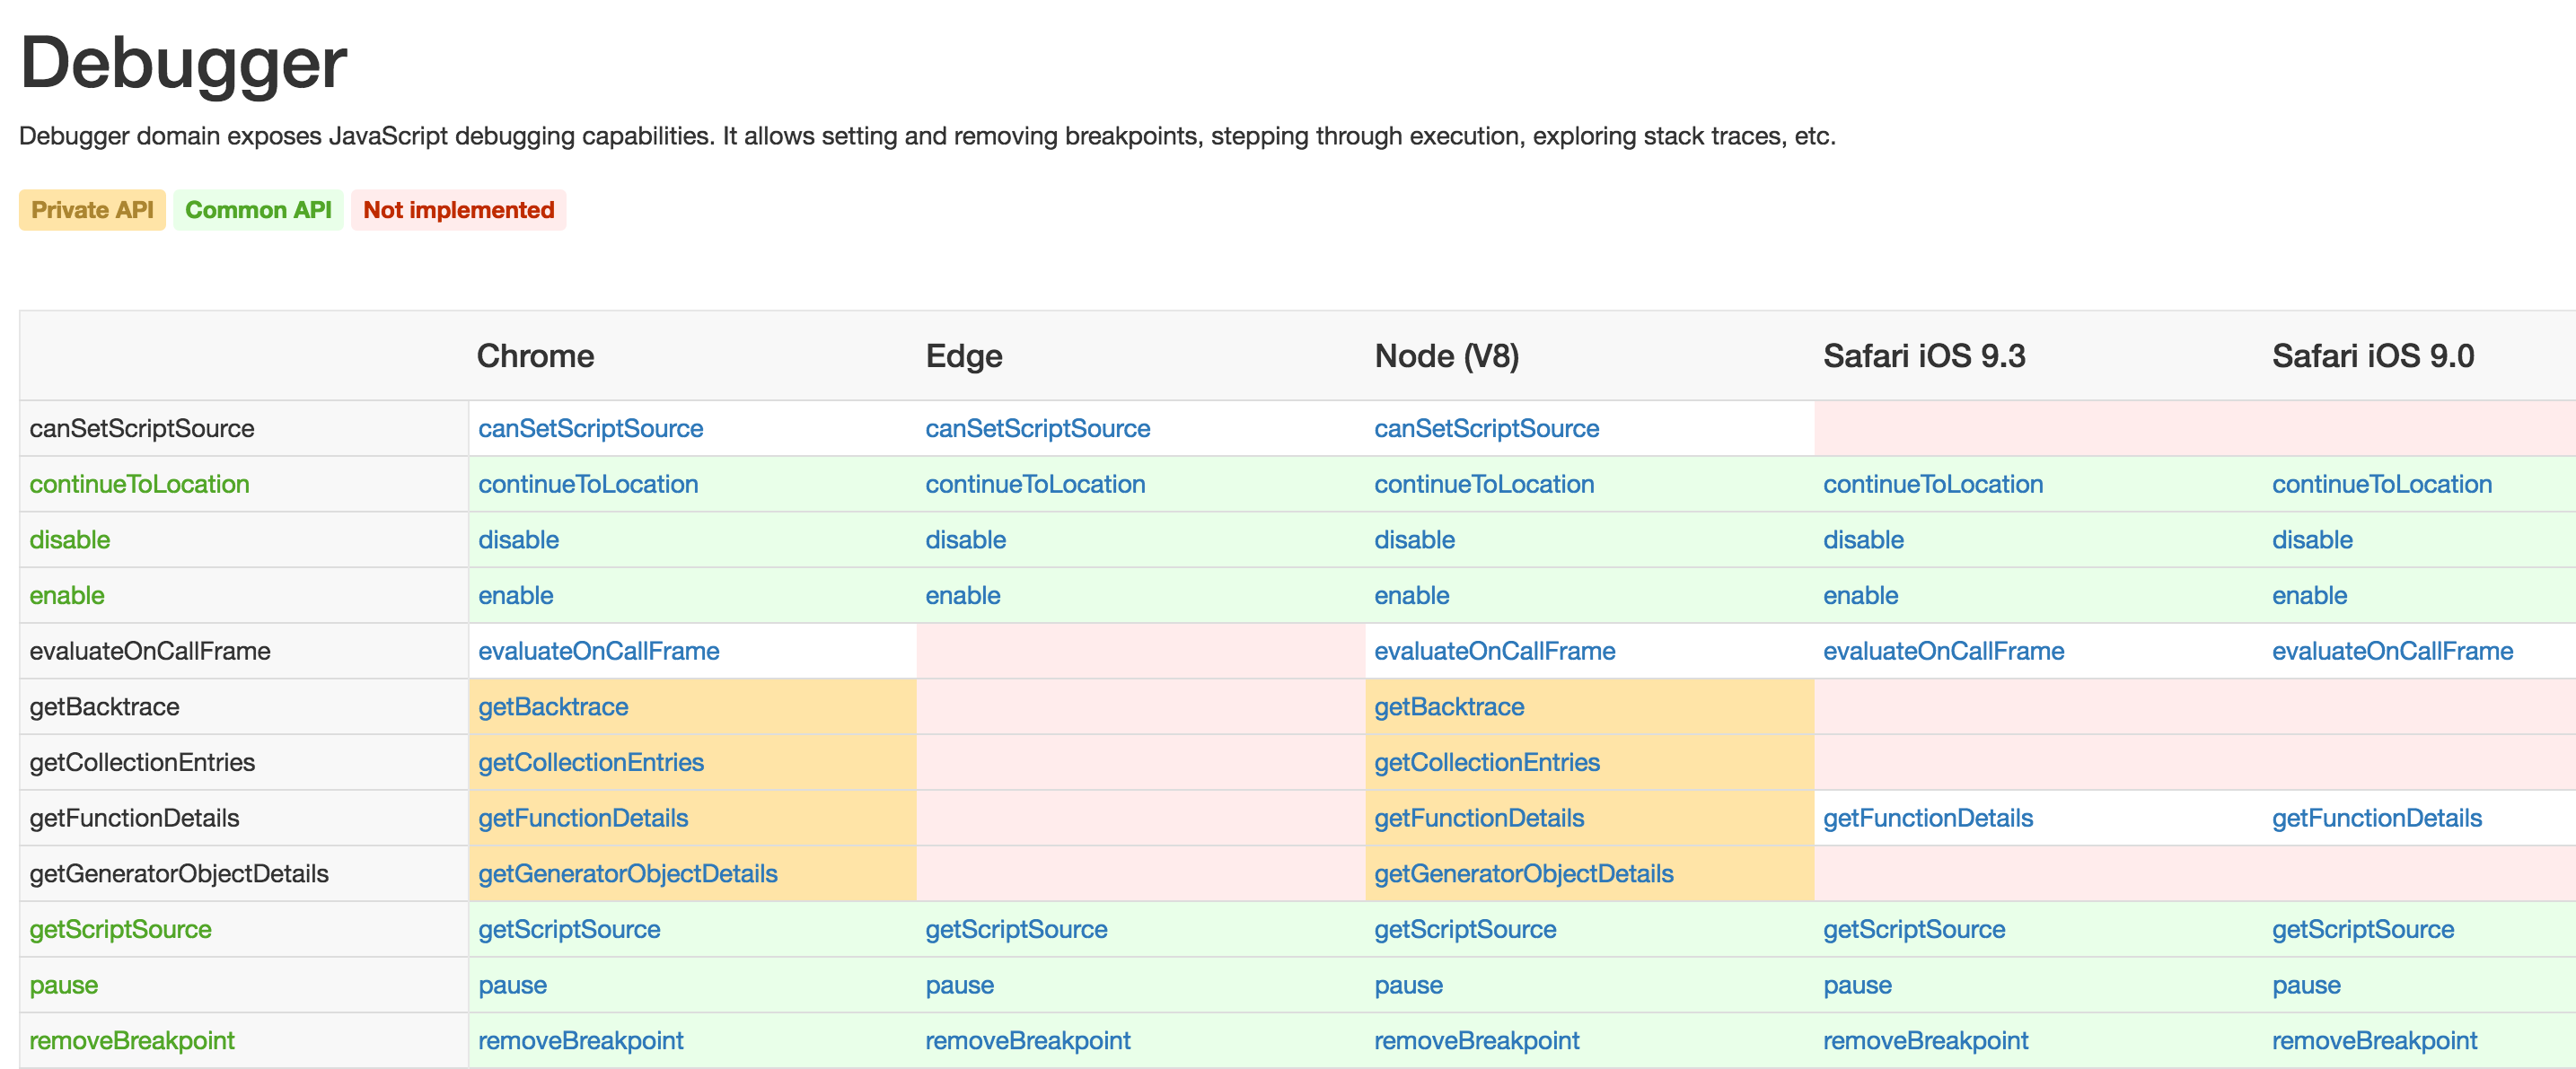 Debugger
Debugger domain exposes JavaScript debugging capabilities. It allows setting and removing breakpoints, stepping through execution, exploring stack traces, etc.
Private API Common API Not implemented
Chrome Edge Node (V8) Safari iOS 9.3 Safari iOS 9.0
canSetScriptSource canSetScriptSource canSetScriptSource canSetScriptSource
continueToLocation continueToLocation continueToLocation continueToLocation continueToLocation continueToLocation
disable disable disable disable disable disable
enable enable enable enable enable enable
evaluateOnCallFrame evaluateOnCallFrame evaluateOnCallFrame evaluateOnCallFrame evaluateOnCallFrame
getBacktrace getBacktrace getBacktrace
getCollectionEntries getCollectionEntries getCollectionEntries
getFunctionDetails getFunctionDetails getFunctionDetails getFunctionDetails getFunctionDetails
getGeneratorObjectDetails getGeneratorObjectDetails getGeneratorObjectDetails
getScriptSource getScriptSource getScriptSource getScriptSource getScriptSource getScriptSource
pause pause pause pause pause pause
removeBreakpoint removeBreakpoint removeBreakpoint removeBreakpoint removeBreakpoint removeBreakpoint